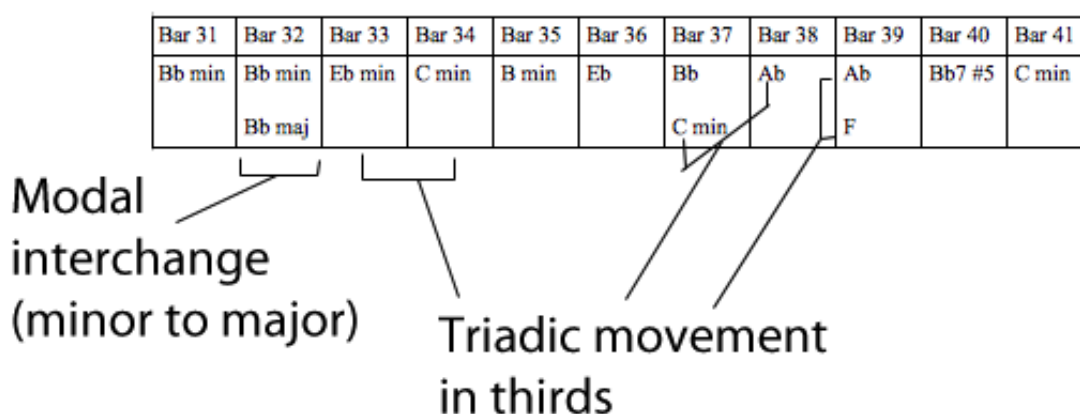 Bar 31 Bar 32 Bar 33 Bar 34 Bar 35 Bar 36 Bar 37 Bar 38 Bar 39 Bar 40 Bar 41
Bb min Bb min Eb min C min B min Eb Bb Ab Ab Bb7 #5 C min
Bb maj C min F
Modal
interchange
(minor to major)
Triadic movement
in thirds